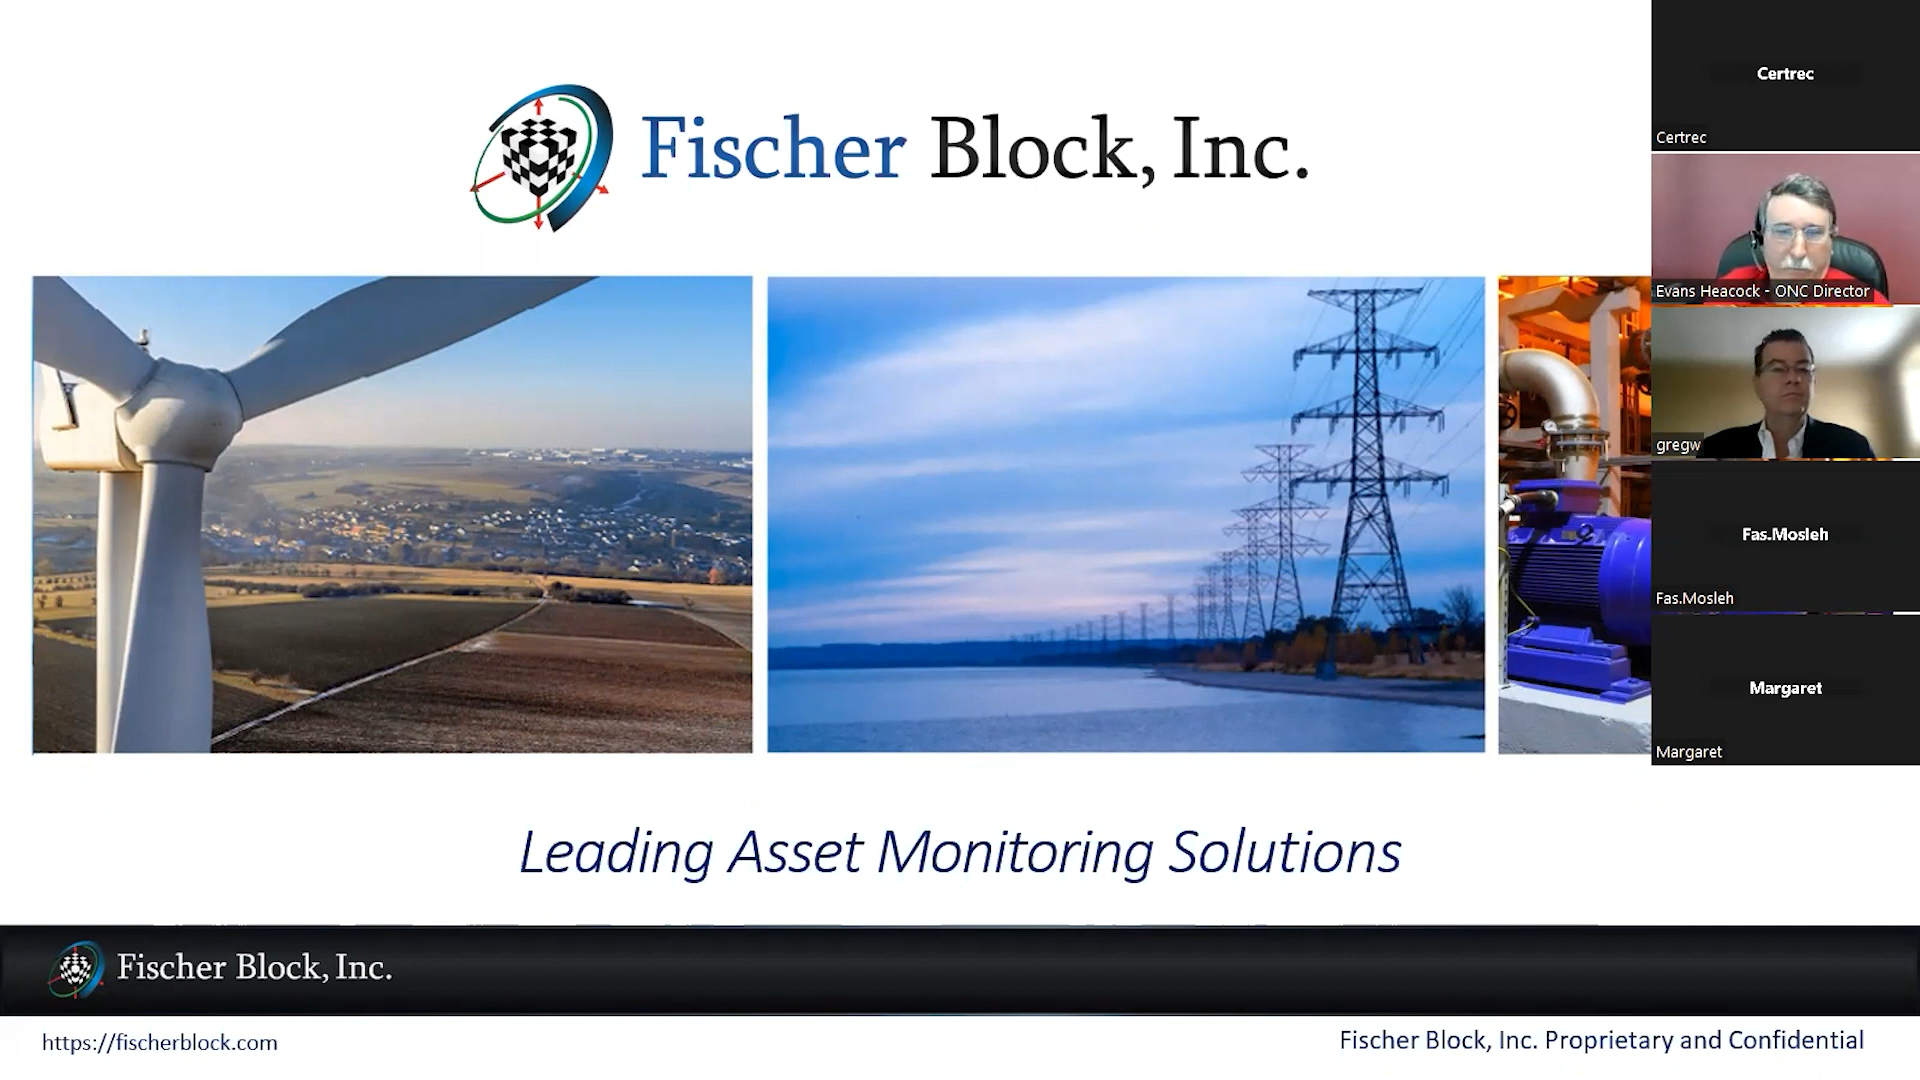 Fischer Block, Inc.
Certrec
Certrec
Evans Heacock - ONC Director
gregw
Fas.Mosleh
Fas.Mosleh
Margaret
Margaret
Leading Asset Monitoring Solutions
Fischer Block, Inc.
https://fischerblock.com
Fischer Block, Inc. Proprietary and Confidential